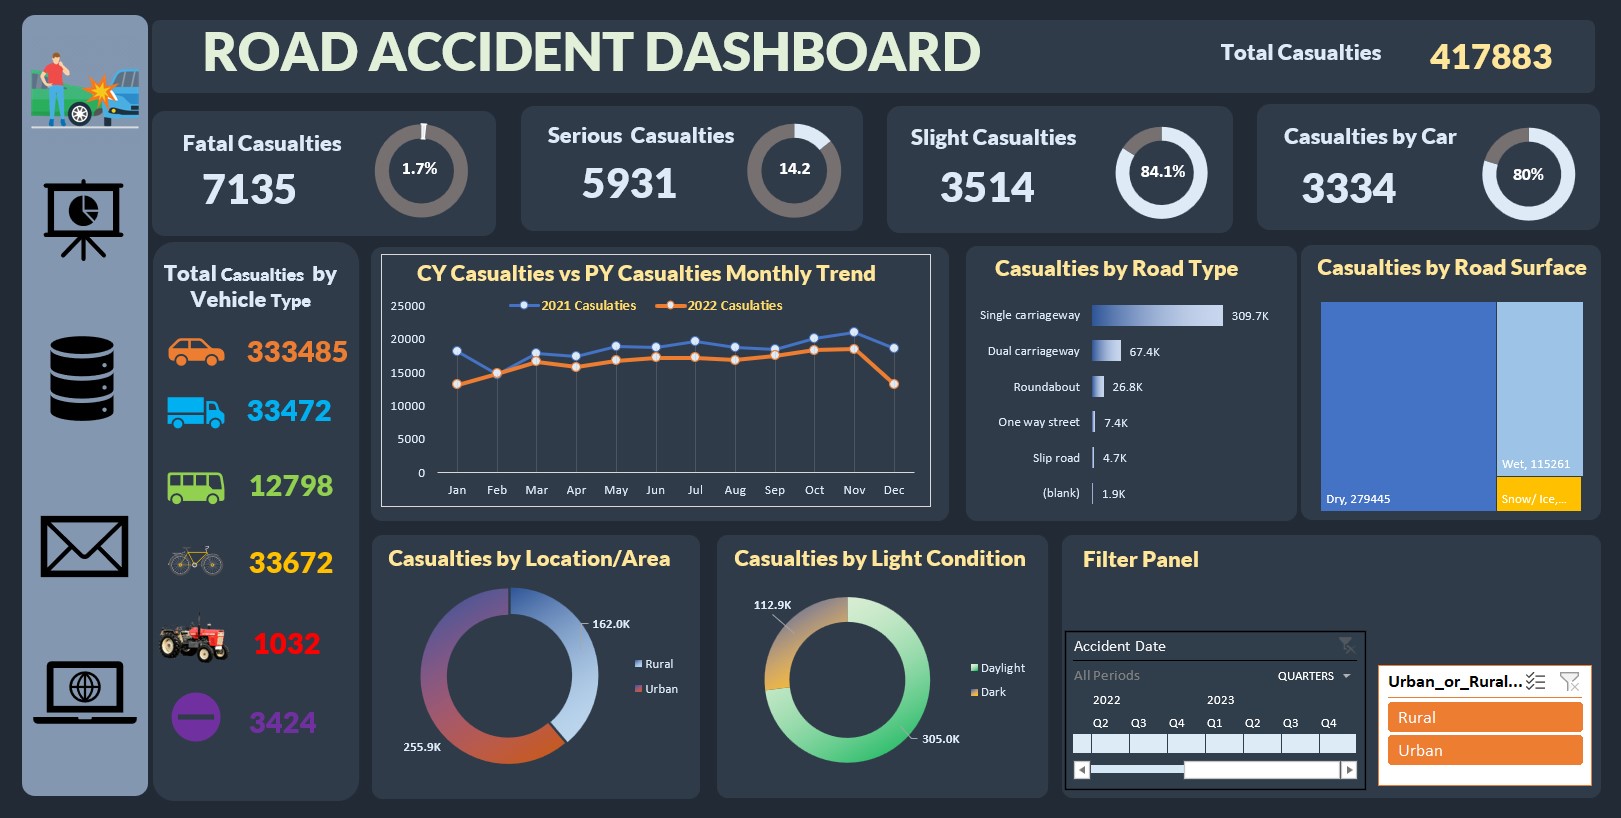 ROAD ACCIDENT DASHBOARD
Total Casualties
417883
Fatal Casualties
7135
1.7%
Serious Casualties
5931
14.2
Slight Casualties
3514
84.1%
Casualties by Car
3334
80%
Total Casualties by
Vehicle Type
333485
33472
12798
33672
1032
3424
CY Casualties vs PY Casualties Monthly Trend
2021 Casulaties
2022 Casulaties
25000
20000
15000
10000
5000
0
Jan Feb Mar Apr May Jun Jul Aug Sep Oct Nov Dec
Casualties by Road Type
Single carriageway 309.7K
Dual carriageway 67.4K
Roundabout 26.8K
One way street 7.4K
Slip road 4.7K
(blank) 1.9K
Casualties by Road Surface
Dry, 279445
Wet, 115261
Snow/ Ice,...
Casualties by Location/Area
162.0K
255.9K
Rural
Urban
Casualties by Light Condition
112.9K
305.0K
Daylight
Dark
Filter Panel
Accident Date
All Periods
QUARTERS
2022 2023
Q2 Q3 Q4 Q1 Q2 Q3 Q4
Urban_or_Rural...
Rural
Urban